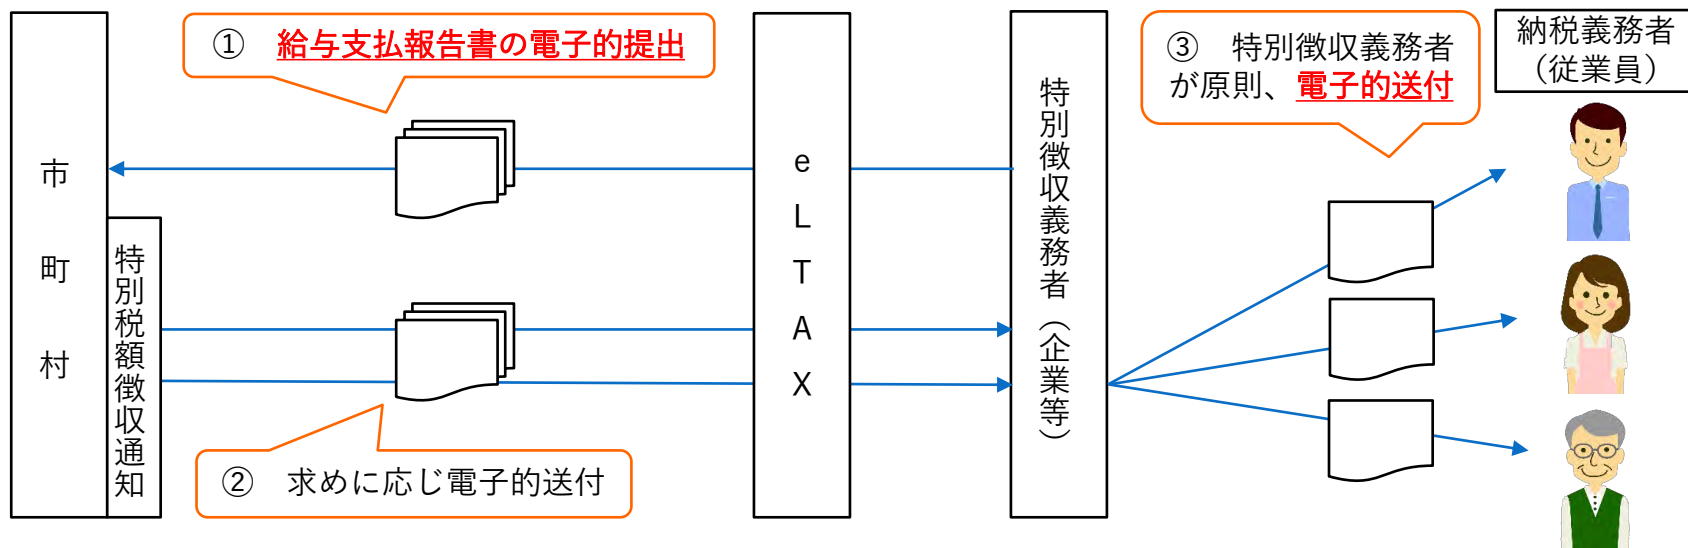 市町村
特別税額徴収通知
① 給与支払報告書の電子的提出
② 求めに応じ電子的送付
eLTAX
特別徴収義務者（企業等）
③ 特別徴収義務者
が原則、電子的送付
納税義務者
（従業員）